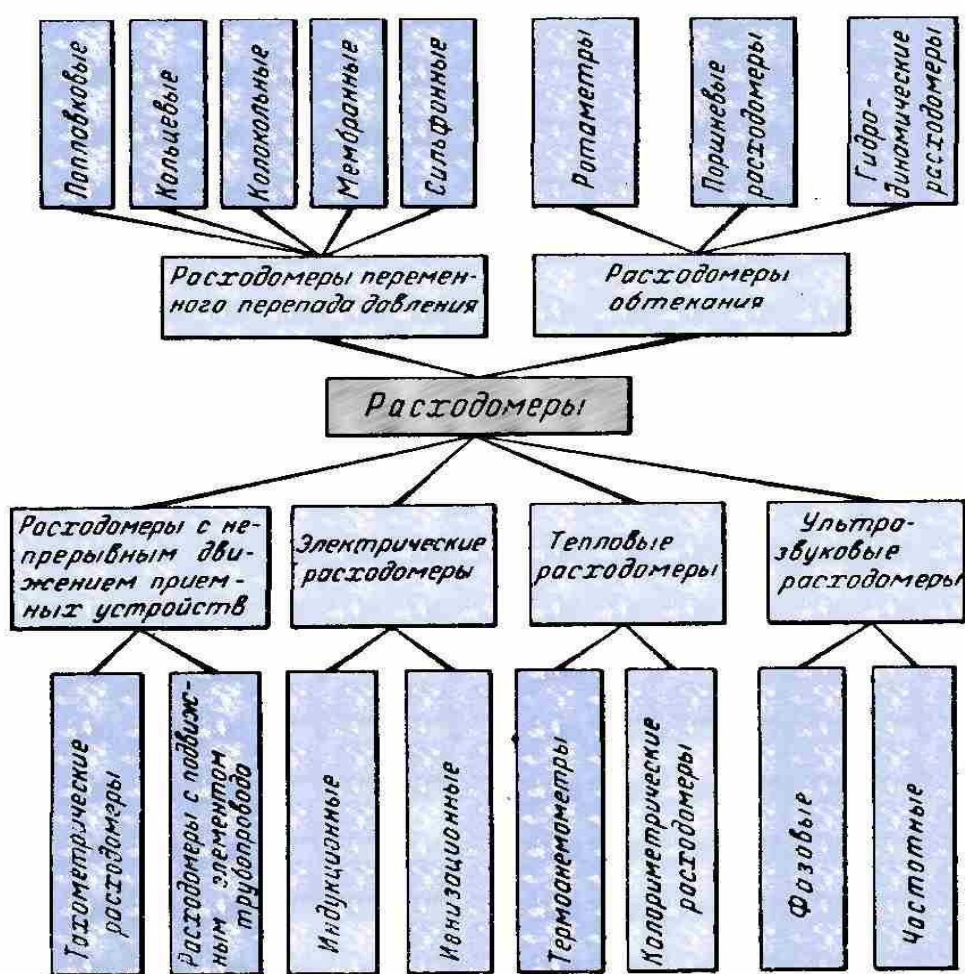 Поплавковые
Кольцевые
Колокольные
Мембранные
Сильфонные
Ротаметры
Поршневые
расходомеры
Гидро-
динамические
расходомеры
Расходомеры перемен-
ного перепада давления
Расходомеры
обтекания
Расходомеры
Расходомеры с не-
прерывным дви-
жением прием-
ных устройств
Электрические
расходомеры
Тепловые
расходомеры
Ультра-
звуковые
расходомеры
Тахометрические
расходомеры
Расходомеры с подвиж-
ным элементом
трубопровода
Индукционные
Ионизационные
Термоанемометры
Калориметрические
расходомеры
Фазовые
Частотные